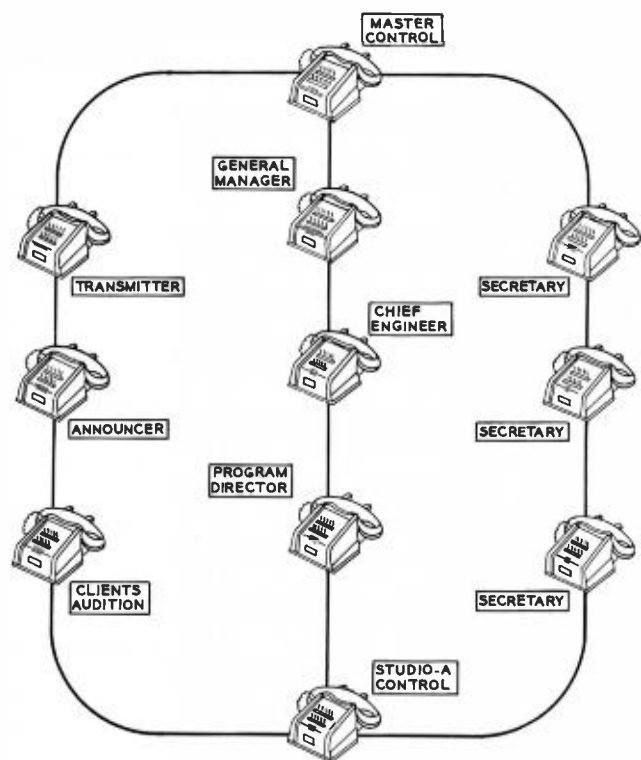 MASTER
CONTROL
GENERAL
MANAGER
TRANSMITTER
SECRETARY
CHIEF
ENGINEER
ANNOUNCER
SECRETARY
PROGRAM
DIRECTOR
CLIENTS
AUDITION
SECRETARY
STUDIO-A
CONTROL